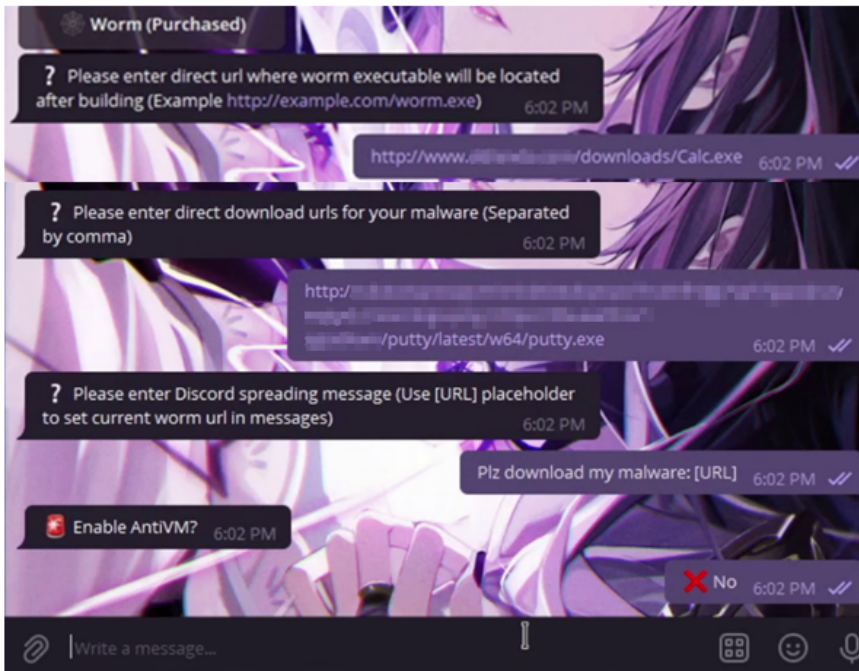 Worm (Purchased)
? Please enter direct url where worm executable will be located
after building (Example http://example.com/worm.exe)
6:02 PM
http://www. /downloads/Calc.exe 6:02 PM
? Please enter direct download urls for your malware (Separated
by comma)
6:02 PM
http:/ /
/putty/latest/w64/putty.exe
6:02 PM
? Please enter Discord spreading message (Use [URL] placeholder
to set current worm url in messages)
6:02 PM
Plz download my malware: [URL] 6:02 PM
Enable AntiVM? 6:02 PM
No 6:02 PM
Write a message...